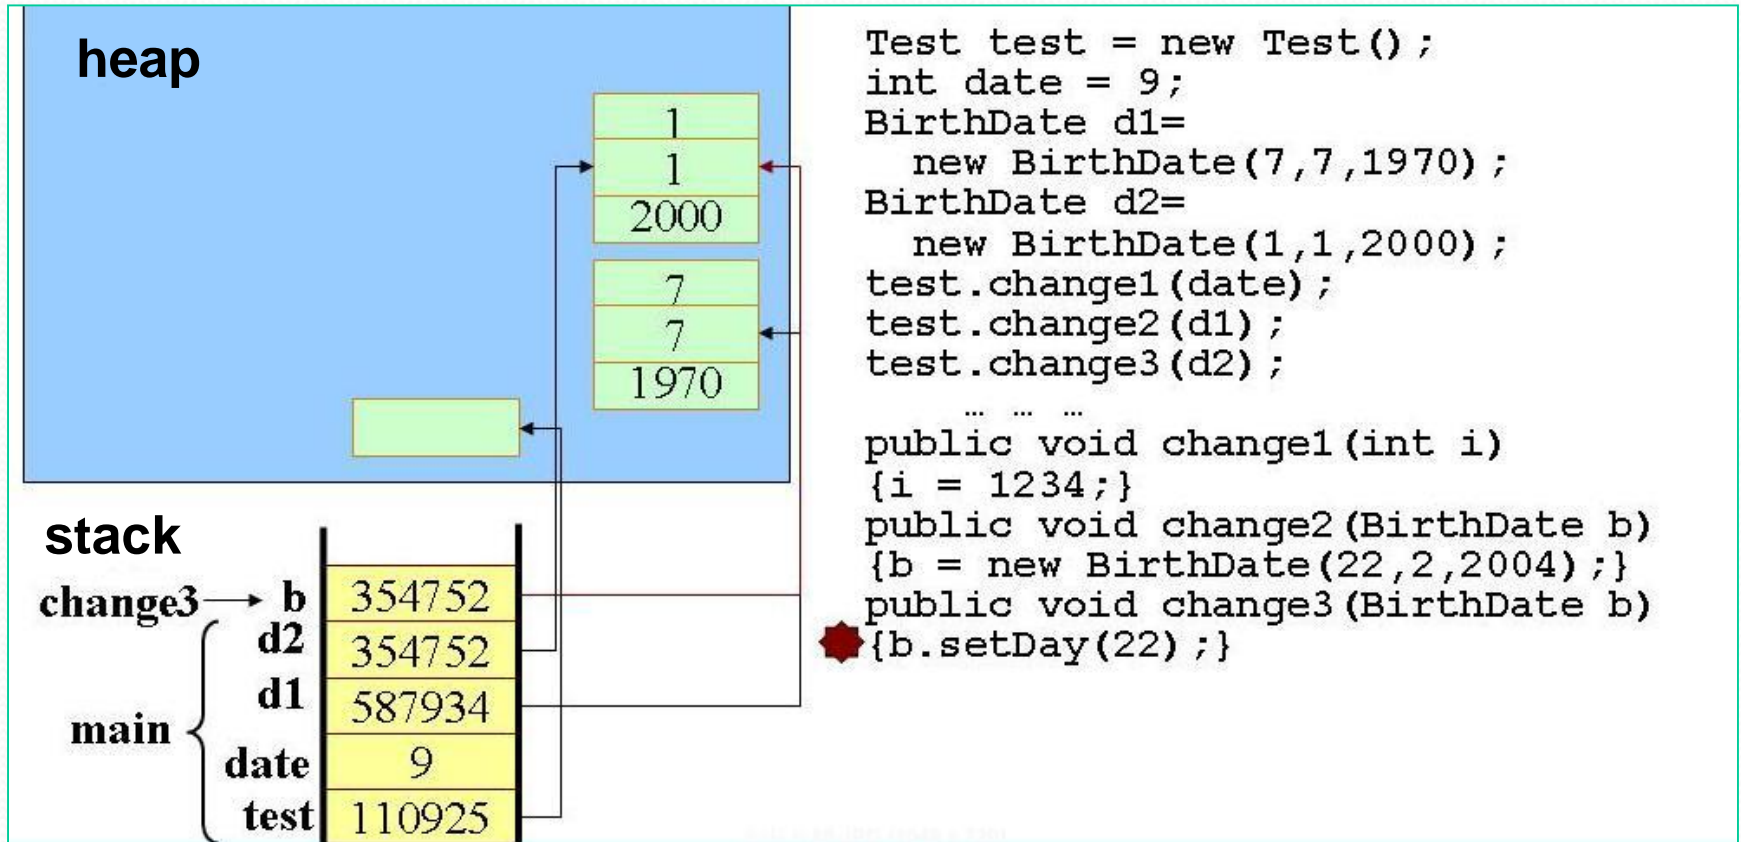 heap
1
1
2000
7
7
1970
stack
change3
b
354752
d2
354752
d1
587934
main
date
9
test
110925
Test test = new Test();
int date = 9;
BirthDate d1=
new BirthDate(7,7,1970);
BirthDate d2=
new BirthDate(1,1,2000);
test.change1(date);
test.change2(d1);
test.change3(d2);
… … …
public void change1(int i)
{i = 1234;}
public void change2(BirthDate b)
{b = new BirthDate(22,2,2004);}
public void change3(BirthDate b)
{b.setDay(22);}